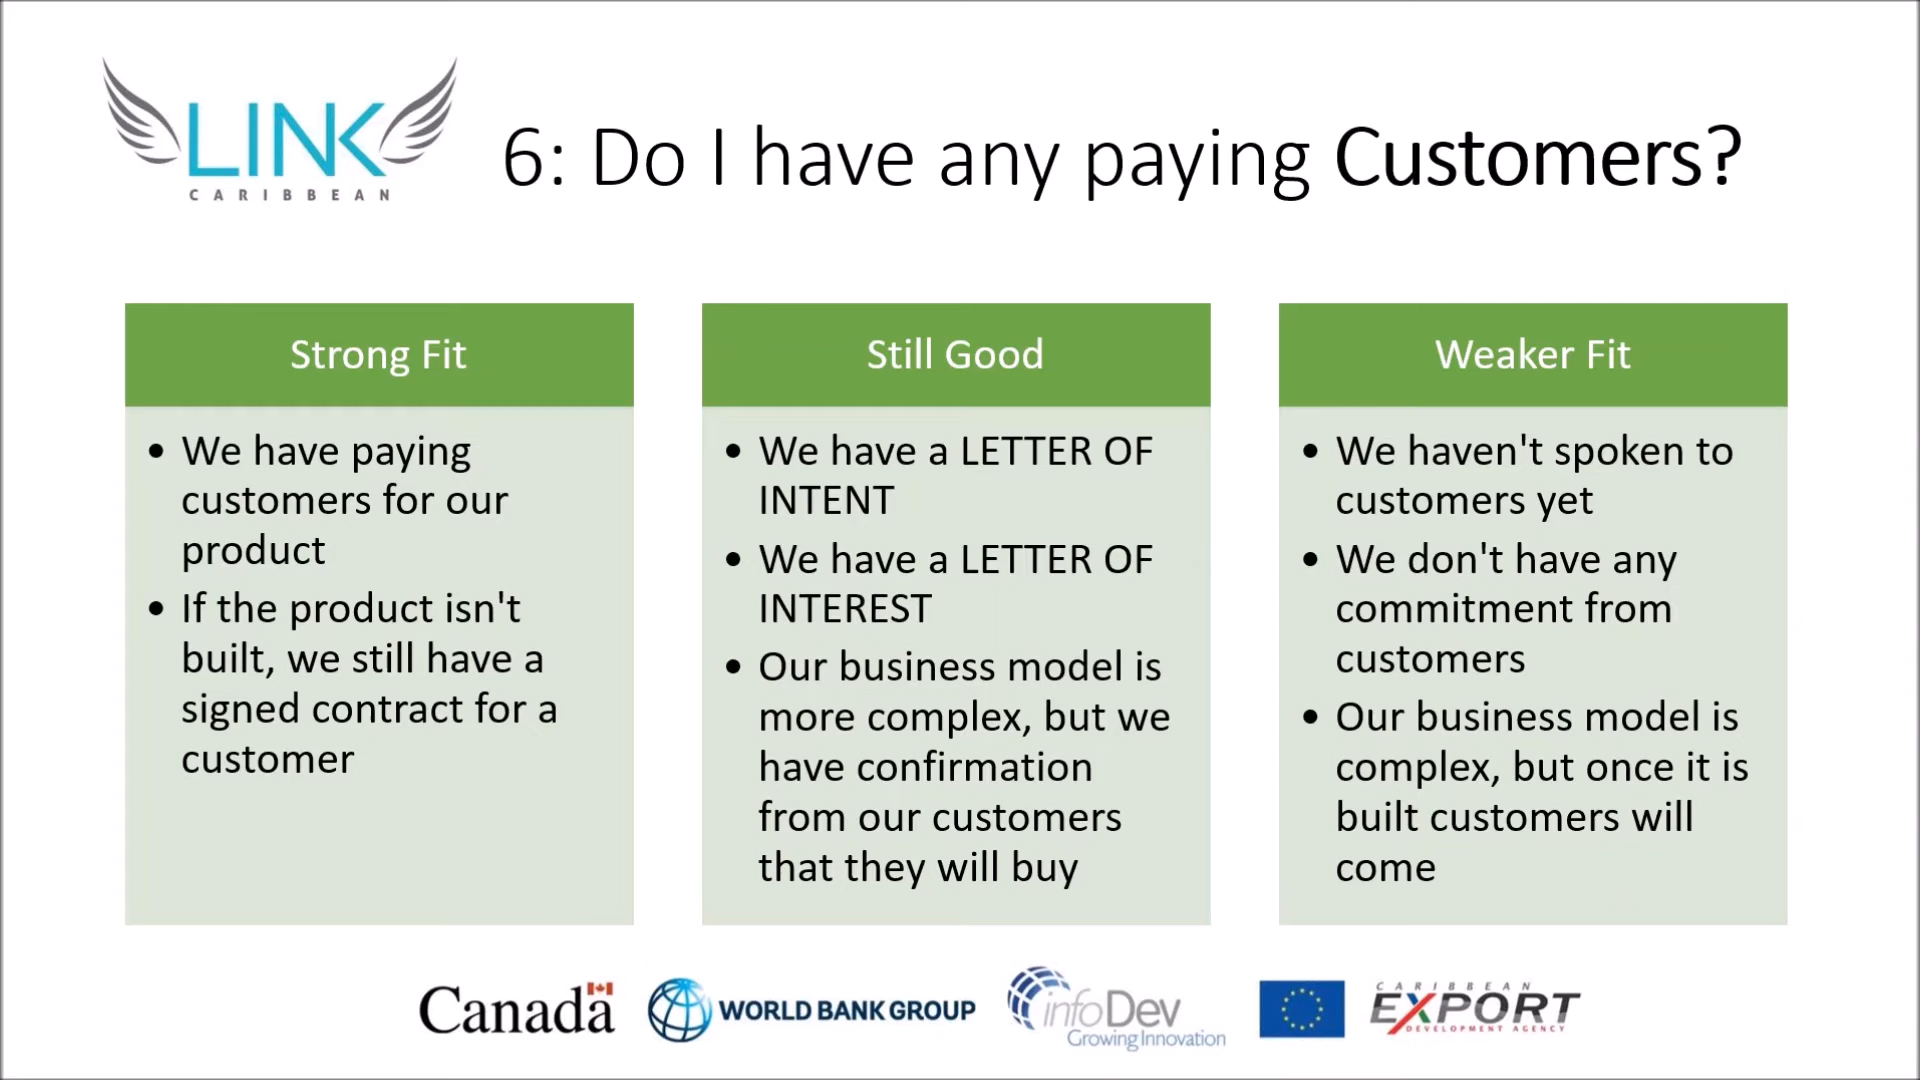 LINK
CARIBBEAN
6: Do I have any paying Customers?
Strong Fit
• We have paying
customers for our
product
• If the product isn't
built, we still have a
signed contract for a
customer
Still Good
• We have a LETTER OF
INTENT
• We have a LETTER OF
INTEREST
• Our business model is
more complex, but we
have confirmation
from our customers
that they will buy
Weaker Fit
• We haven't spoken to
customers yet
• We don't have any
commitment from
customers
• Our business model is
complex, but once it is
built customers will
come
Canada
WORLD BANK GROUP
infoDev
Growing Innovation
CARIBBEAN
EXPORT
DEVELOPMENT AGENCY